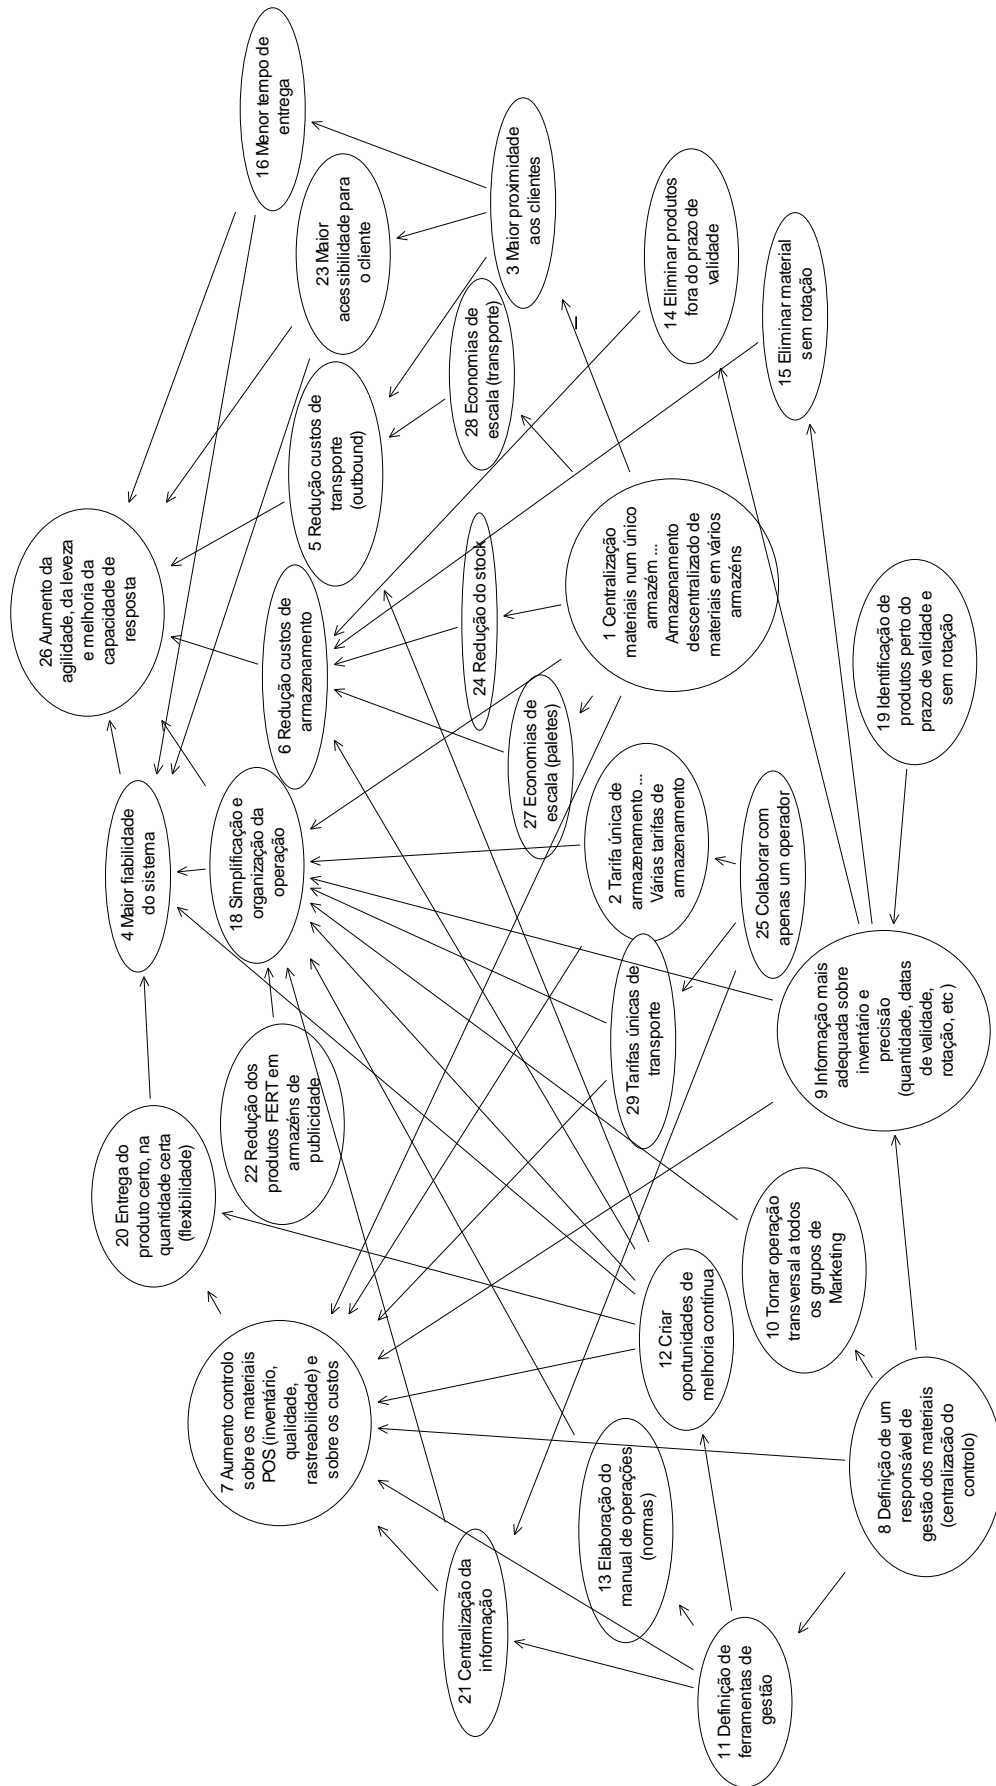 26 Aumento da
agilidade, da leveza
e melhoria da
capacidade de
resposta
16 Menor tempo de
entrega
4 Maior fiabilidade
do sistema
20 Entrega do
produto certo, na
quantidade certa
(flexibilidade)
23 Maior
acessibilidade para
o cliente
7 Aumento controlo
sobre os materiais
POS (inventário,
qualidade,
rastreabilidade) e
sobre os custos
22 Redução dos
produtos FERT em
armazéns de
publicidade
18 Simplificação e
organização da
operação
6 Redução custos de
armazenamento
5 Redução custos de
transporte
(outbound)
21 Centralização da
informação
24 Redução do stock
28 Economias de
escala (transporte)
3 Maior proximidade
aos clientes
27 Economias de
escala (paletes)
13 Elaboração do
manual de operações
(normas)
12 Criar
oportunidades de
melhoria contínua
29 Tarifas únicas de
transporte
2 Tarifa única de
armazenamento...
Várias tarifas de
armazenamento
1 Centralização
materiais num único
armazém ...
Armazenamento
descentralizado de
materiais em vários
armazéns
14 Eliminar produtos
fora do prazo de
validade
11 Definição de
ferramentas de
gestão
10 Tornar operação
transversal a todos
os grupos de
Marketing
25 Colaborar com
apenas um operador
15 Eliminar material
sem rotação
8 Definição de um
responsável de
gestão dos materiais
(centralizacão do
controlo)
9 Informação mais
adequada sobre
inventário e
precisão
(quantidade, datas
de validade,
rotação, etc )
19 Identificação de
produtos perto do
prazo de validade e
sem rotação